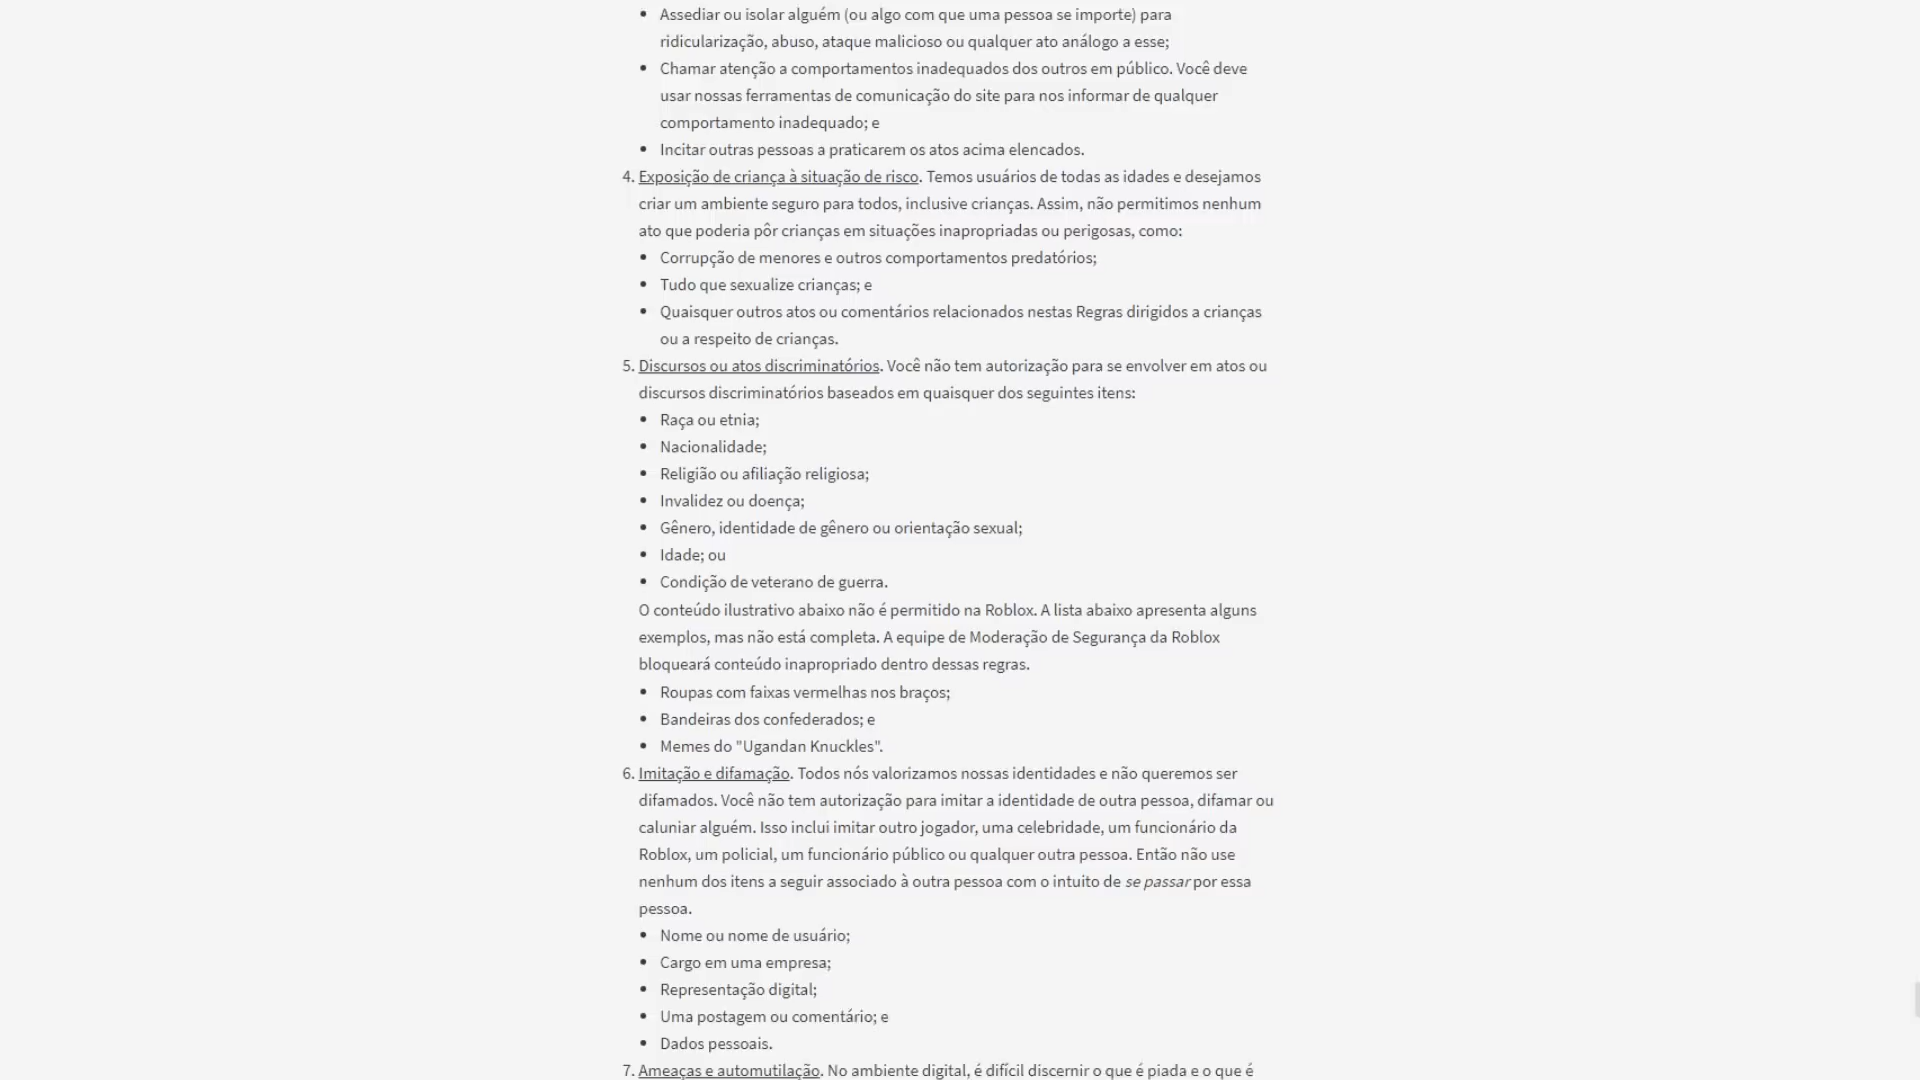 • Assediar ou isolar alguém (ou algo com que uma pessoa se importe) para
ridicularização, abuso, ataque malicioso ou qualquer ato análogo a esse;
• Chamar atenção a comportamentos inadequados dos outros em público. Você deve
usar nossas ferramentas de comunicação do site para nos informar de qualquer
comportamento inadequado; e
• Incitar outras pessoas a praticarem os atos acima elencados.
4. Exposição de criança à situação de risco. Temos usuários de todas as idades e desejamos
criar um ambiente seguro para todos, inclusive crianças. Assim, não permitimos nenhum
ato que poderia pôr crianças em situações inapropriadas ou perigosas, como:
• Corrupção de menores e outros comportamentos predatórios;
• Tudo que sexualize crianças; e
• Quaisquer outros atos ou comentários relacionados nestas Regras dirigidos a crianças
ou a respeito de crianças.
5. Discursos ou atos discriminatórios. Você não tem autorização para se envolver em atos ou
discursos discriminatórios baseados em quaisquer dos seguintes itens:
• Raça ou etnia;
• Nacionalidade;
• Religião ou afiliação religiosa;
• Invalidez ou doença;
• Gênero, identidade de gênero ou orientação sexual;
• Idade; ou
• Condição de veterano de guerra.
O conteúdo ilustrativo abaixo não é permitido na Roblox. A lista abaixo apresenta alguns
exemplos, mas não está completa. A equipe de Moderação de Segurança da Roblox
bloqueará conteúdo inapropriado dentro dessas regras.
• Roupas com faixas vermelhas nos braços;
• Bandeiras dos confederados; e
• Memes do "Ugandan Knuckles".
6. Imitação e difamação. Todos nós valorizamos nossas identidades e não queremos ser
difamados. Você não tem autorização para imitar a identidade de outra pessoa, difamar ou
caluniar alguém. Isso inclui imitar outro jogador, uma celebridade, um funcionário da
Roblox, um policial, um funcionário público ou qualquer outra pessoa. Então não use
nenhum dos itens a seguir associado à outra pessoa com o intuito de se passar por essa
pessoa.
• Nome ou nome de usuário;
• Cargo em uma empresa;
• Representação digital;
• Uma postagem ou comentário; e
• Dados pessoais.
7. Ameaças e automutilação. No ambiente digital, é difícil discernir o que é piada e o que é